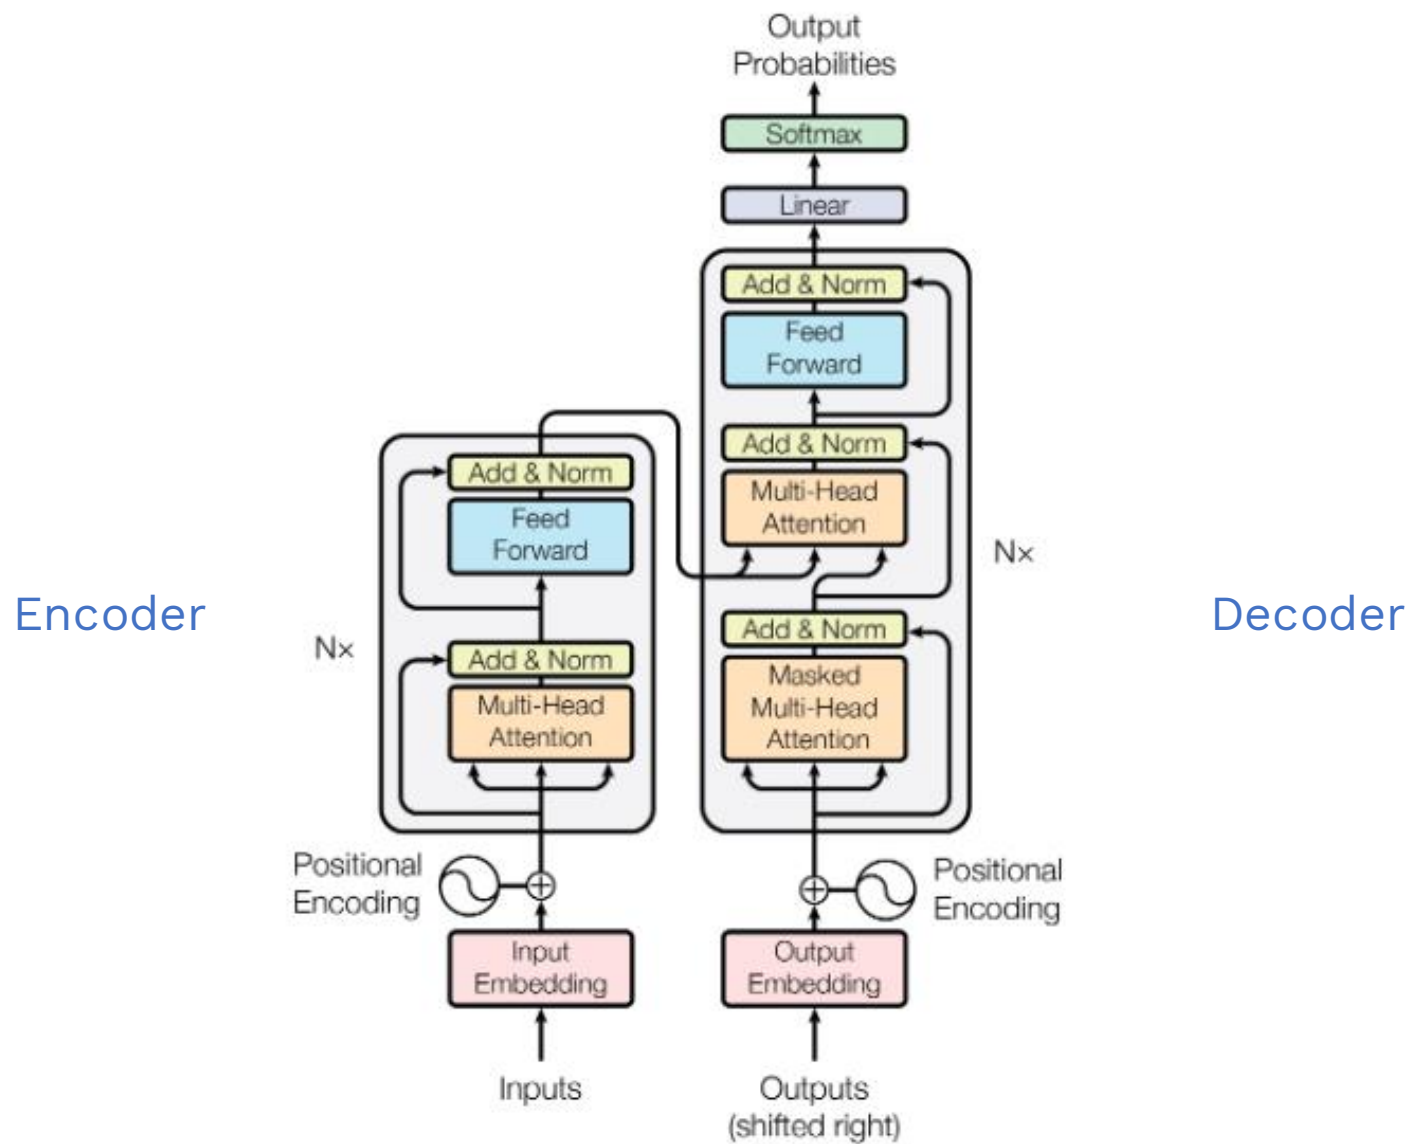 Output
Probabilities
Softmax
Linear
Add & Norm
Feed
Forward
Add & Norm
Multi-Head
Attention
Add & Norm
Masked
Multi-Head
Attention
N×
Decoder
Positional
Encoding
Output
Embedding
Outputs
(shifted right)
Encoder
N×
Add & Norm
Feed
Forward
Add & Norm
Multi-Head
Attention
Positional
Encoding
Input
Embedding
Inputs